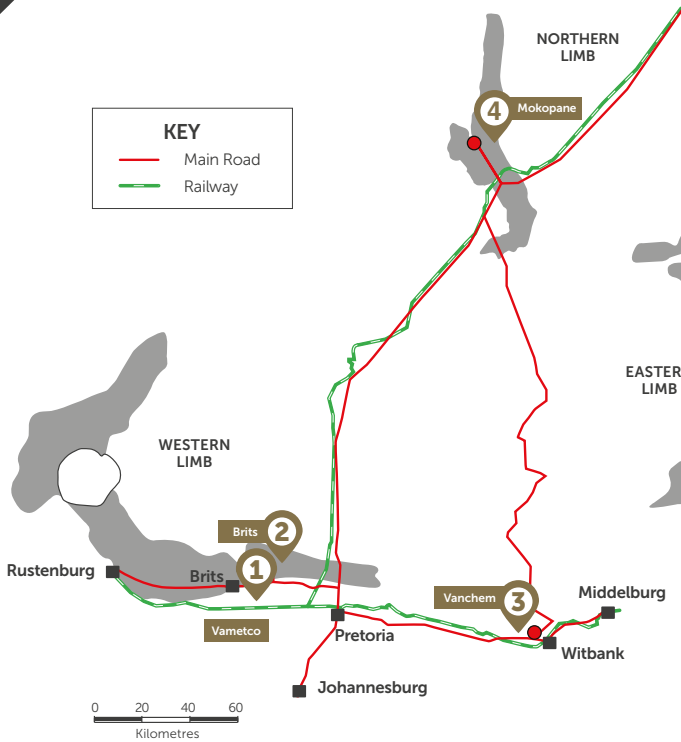 NORTHERN
LIMB
4
Mokopane
KEY
Main Road
Railway
EASTER
LIMB
WESTERN
LIMB
Brits
2
1
Rustenburg
Brits
Vametco
Vanchem
3
Middelburg
Pretoria
Witbank
Johannesburg
0 20 40 60
Kilometres